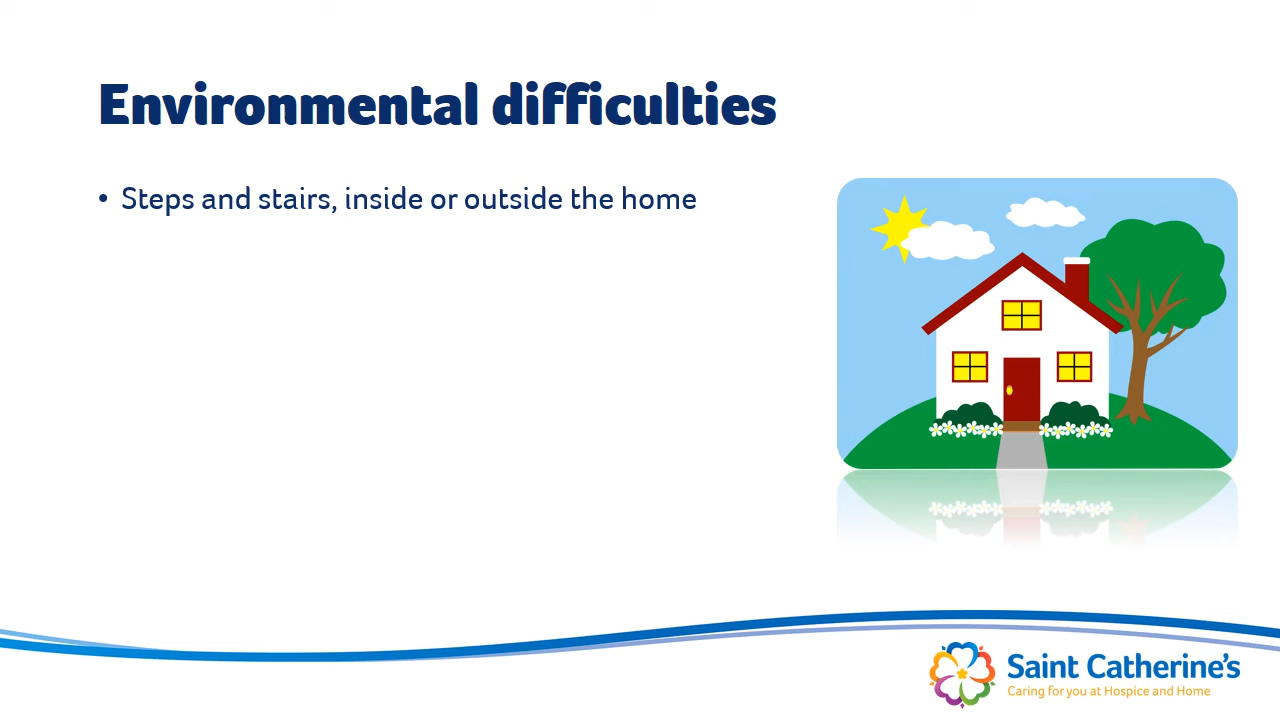 Environmental difficulties
• Steps and stairs, inside or outside the home
Saint Catherine's
Caring for you at Hospice and Home